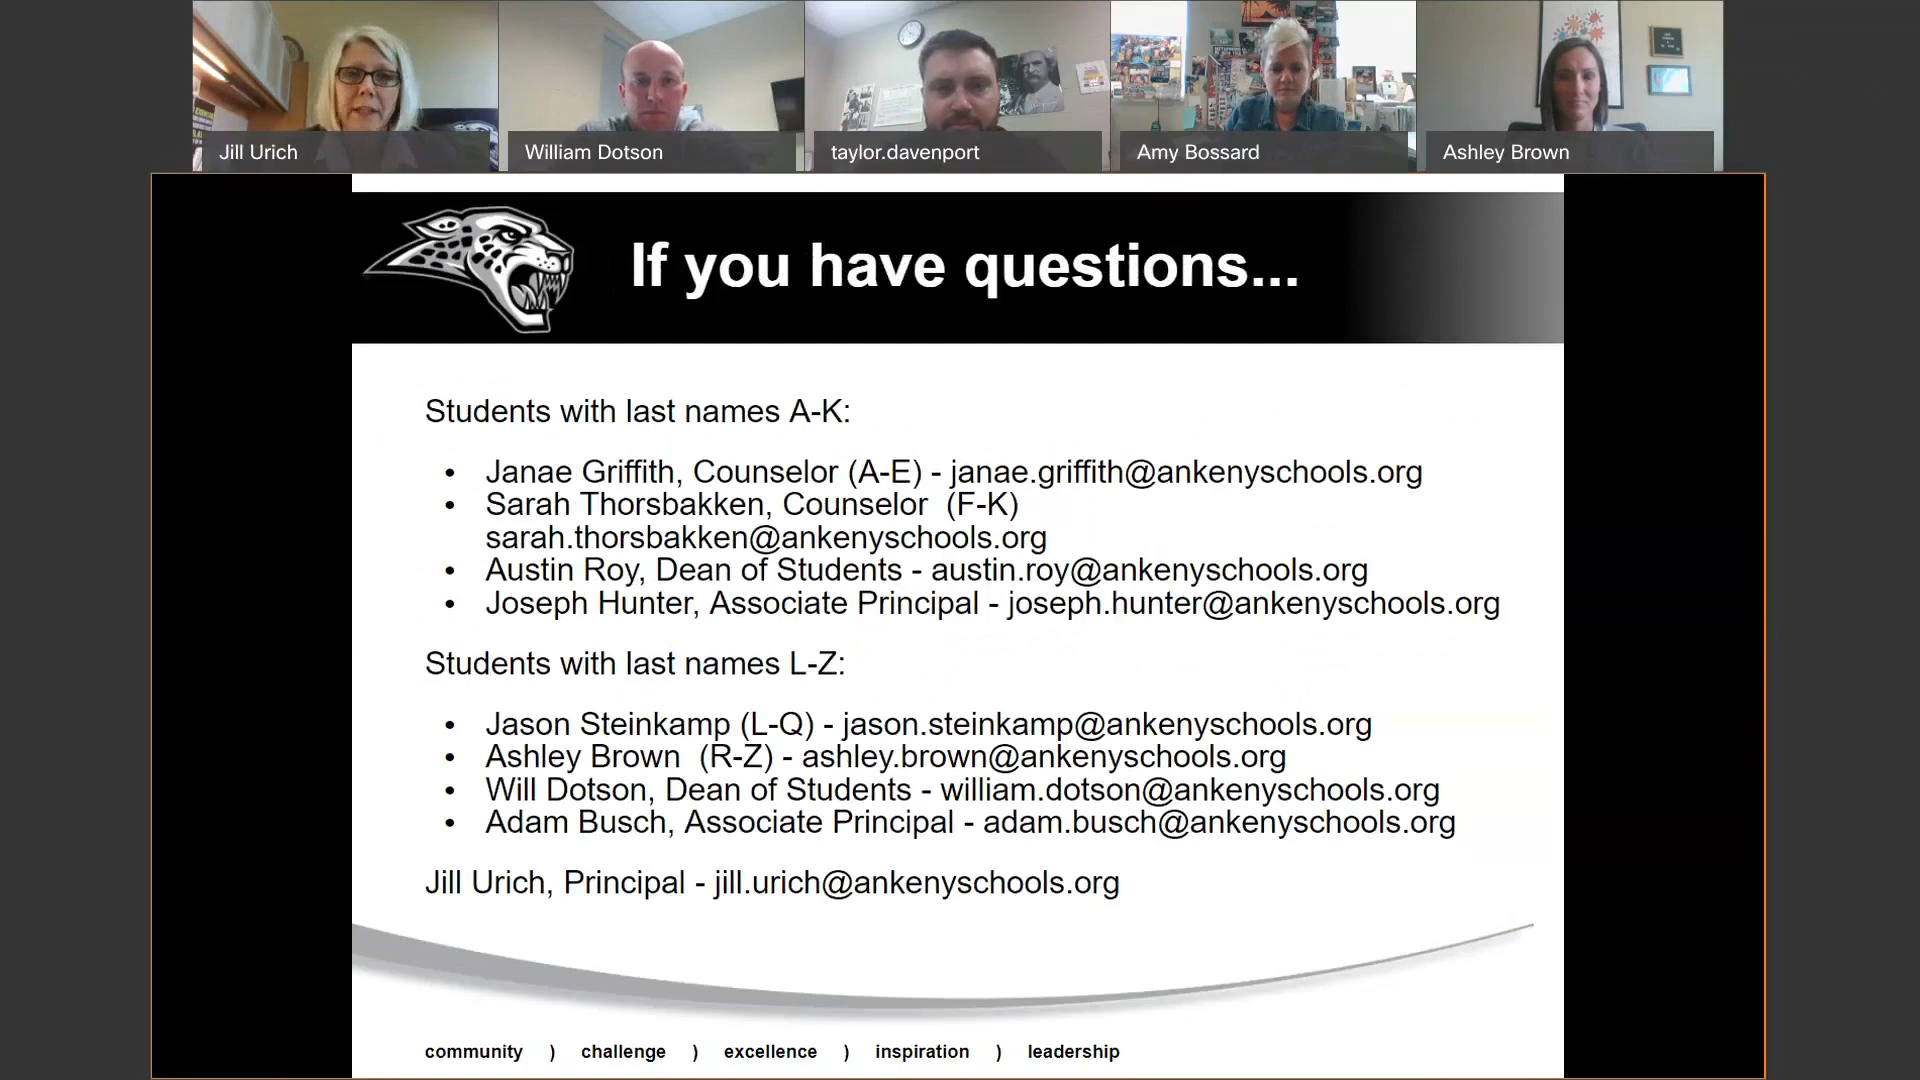 Jill Urich
William Dotson
taylor.davenport
Amy Bossard
Ashley Brown
If you have questions...
Students with last names A-K:
• Janae Griffith, Counselor (A-E) - janae.griffith@ankenyschools.org
• Sarah Thorsbakken, Counselor  (F-K)
sarah.thorsbakken@ankenyschools.org
• Austin Roy, Dean of Students - austin.roy@ankenyschools.org
• Joseph Hunter, Associate Principal - joseph.hunter@ankenyschools.org
Students with last names L-Z:
• Jason Steinkamp (L-Q) - jason.steinkamp@ankenyschools.org
• Ashley Brown  (R-Z) - ashley.brown@ankenyschools.org
• Will Dotson, Dean of Students - william.dotson@ankenyschools.org
• Adam Busch, Associate Principal - adam.busch@ankenyschools.org
Jill Urich, Principal - jill.urich@ankenyschools.org
community ) challenge ) excellence ) inspiration ) leadership